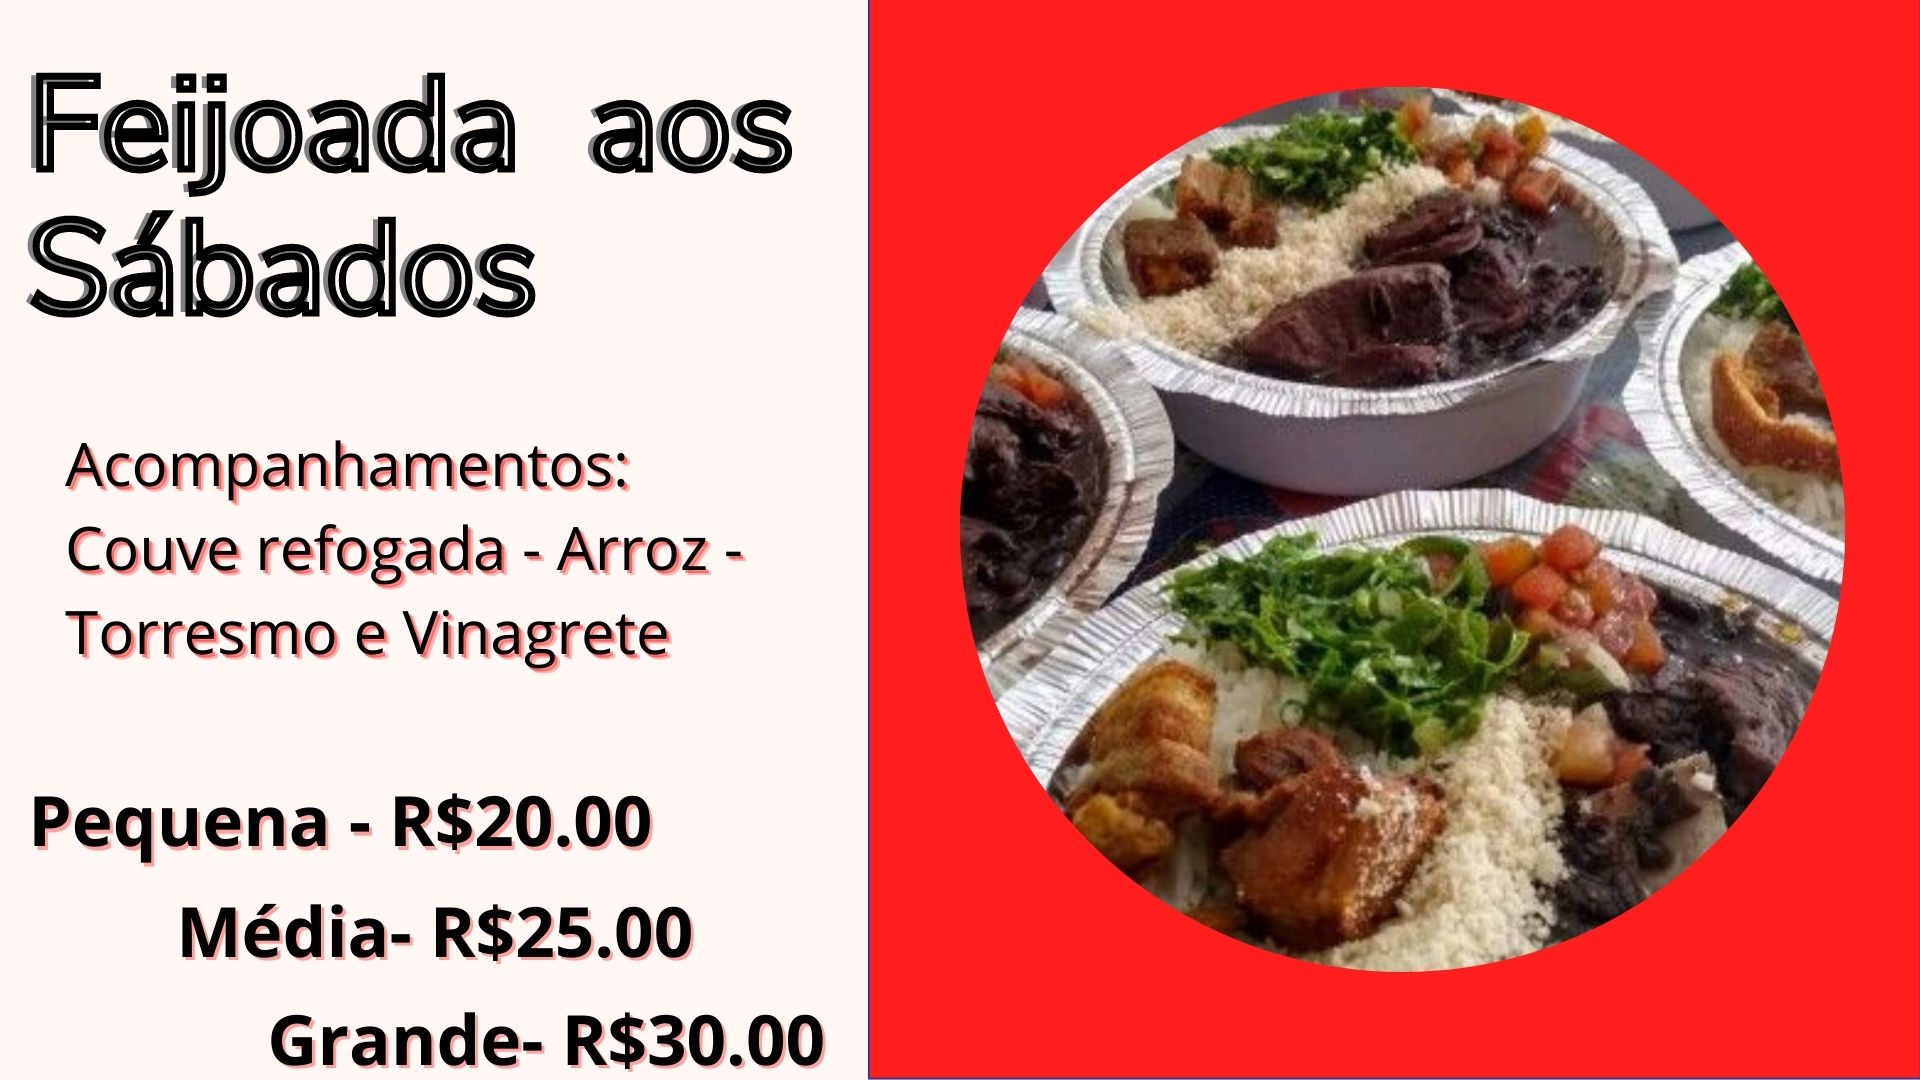 Feijoada aos
Sábados
Acompanhamentos:
Couve refogada - Arroz -
Torresmo e Vinagrete
Pequena - R$20.00
Média- R$25.00
Grande- R$30.00